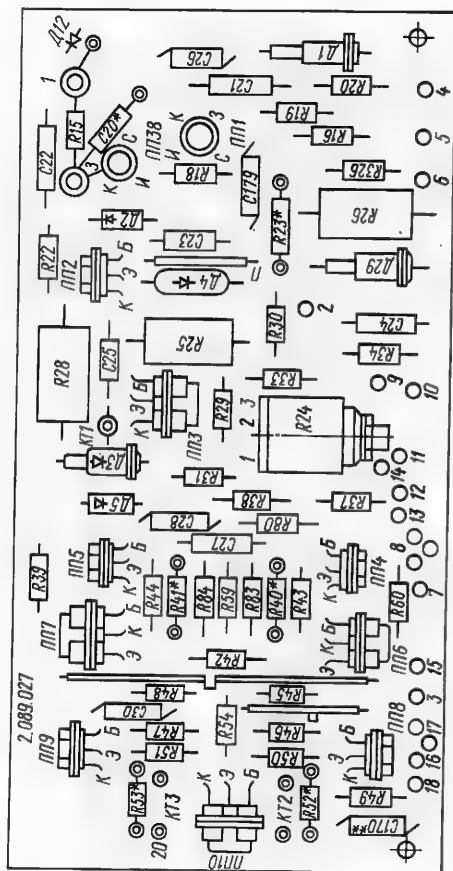 Д12
C26
Д1
1
C21
R20
4
R15
C20*
R19
C22
3
К
С
И
ПП38
К
З
И
С
ПП1
R16
5
R18
C179
R326
6
Д2
R23*
R26
R22
C23
ПП2
Б
Э
К
Д4
П
Д29
R30
2
C24
R28
C25
R25
R34
R33
9
10
КТ1
Б
Э
К
ПП3
R29
R24
1
2
3
Д3
R31
14
11
Д5
R38
R37
12
C28
R80
13
C27
ПП5
Б
Э
К
8
ПП4
Б
Э
К
R39
R44
R41*
R84
R99
R83
R40*
R43
R60
7
ПП7
Б
К
Э
R42
ПП6
Б
К
Э
15
2.089.027
R48
R45
3
C30
R54
ПП9
Б
Э
К
R47
R46
ПП8
Б
Э
К
17
R51
R50
16
R53*
КТ3
20
К
Э
Б
ПП10
КТ2
R52*
R49
18
C170**